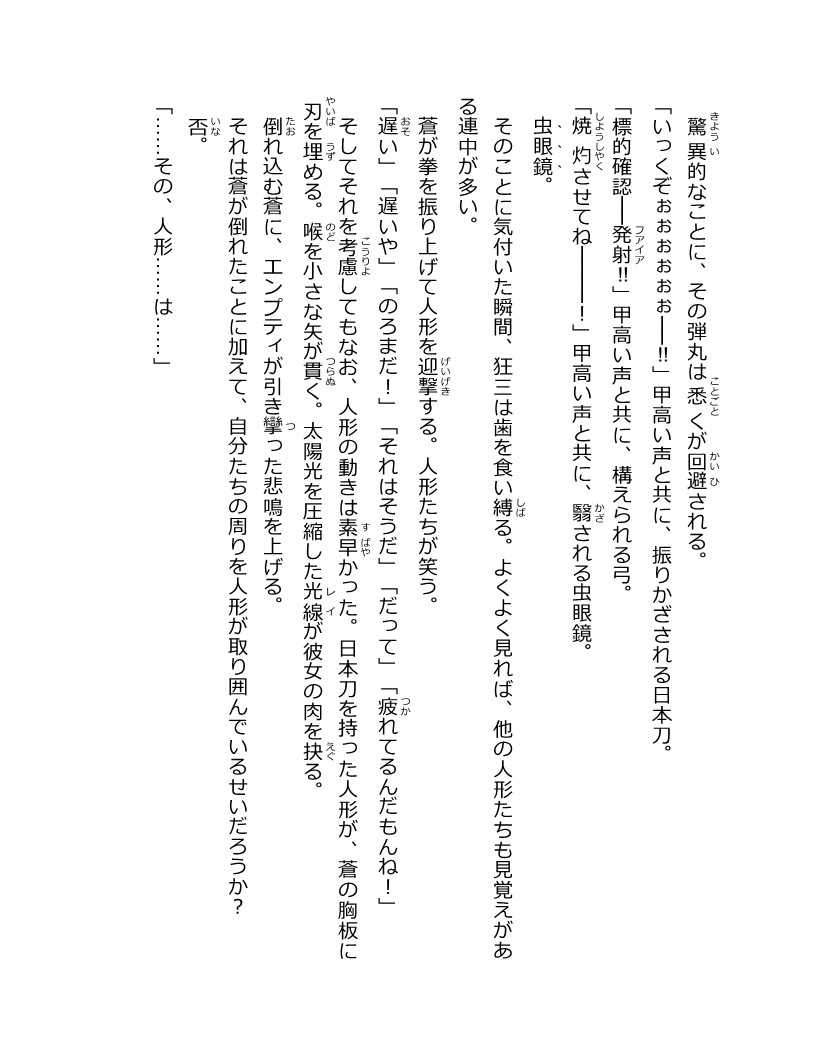 驚異的なことに、その弾丸は悉くが回避される。
「いっくぞぉぉぉぉぉぉ──!!」甲高い声と共に、振りかざされる日本刀。
「標的確認──発射!!」甲高い声と共に、構えられる弓。
「焼灼させてね───！」甲高い声と共に、翳される虫眼鏡。
虫眼鏡。
そのことに気付いた瞬間、狂三は歯を食い縛る。よくよく見れば、他の人形たちも見覚えがあ
る連中が多い。
蒼が拳を振り上げて人形を迎撃する。人形たちが笑う。
「遅い」「遅いや」「のろまだ！」「それはそうだ」「だって」「疲れてるんだもんね！」
そしてそれを考慮してもなお、人形の動きは素早かった。日本刀を持った人形が、蒼の胸板に
刃を埋める。喉を小さな矢が貫く。太陽光を圧縮した光線が彼女の肉を抉る。
倒れ込む蒼に、エンプティが引き攣った悲鳴を上げる。
それは蒼が倒れたことに加えて、自分たちの周りを人形が取り囲んでいるせいだろうか？
否。
「……その、人形……は……」